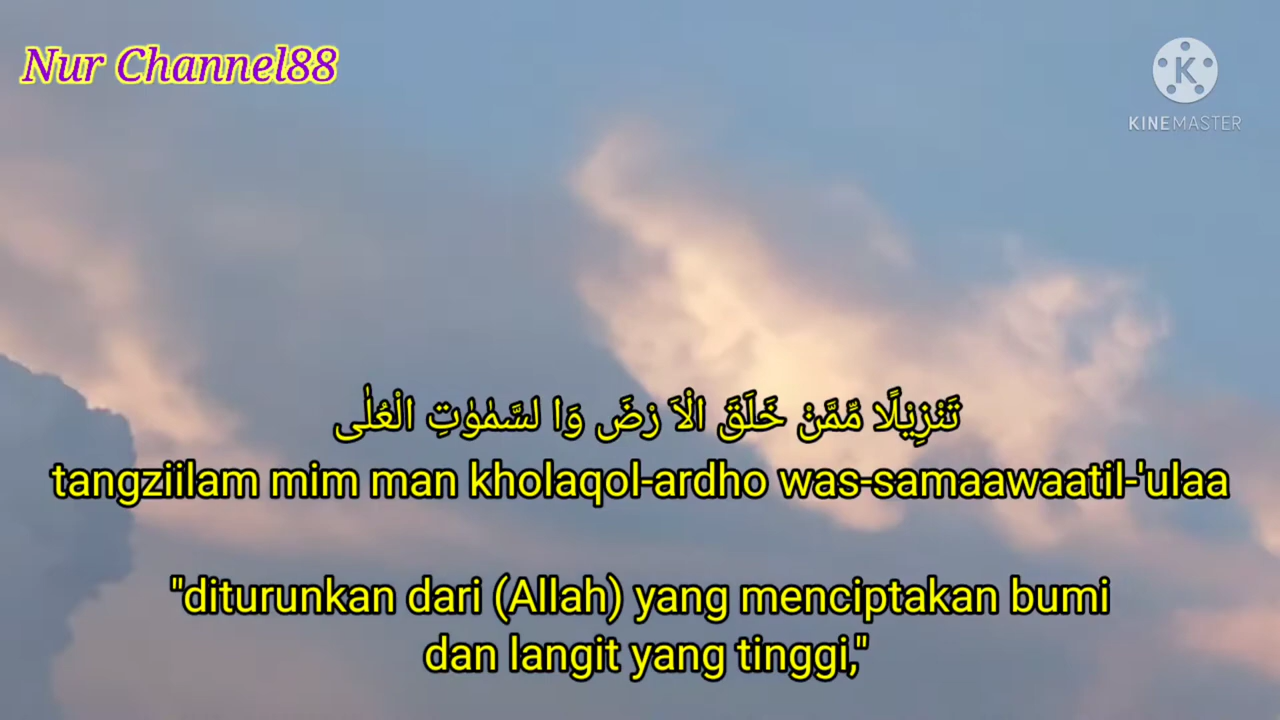 Nur Channel88
K
KINEMASTER
تَنْزِيْلًا مِّمَّنْ خَلَقَ الْاَ رْضَ وَا لسَّمٰوٰتِ الْعُلٰى
tangziilam mim man kholaqol-ardho was-samaawaatil-'ulaa
"diturunkan dari (Allah) yang menciptakan bumi
dan langit yang tinggi,"